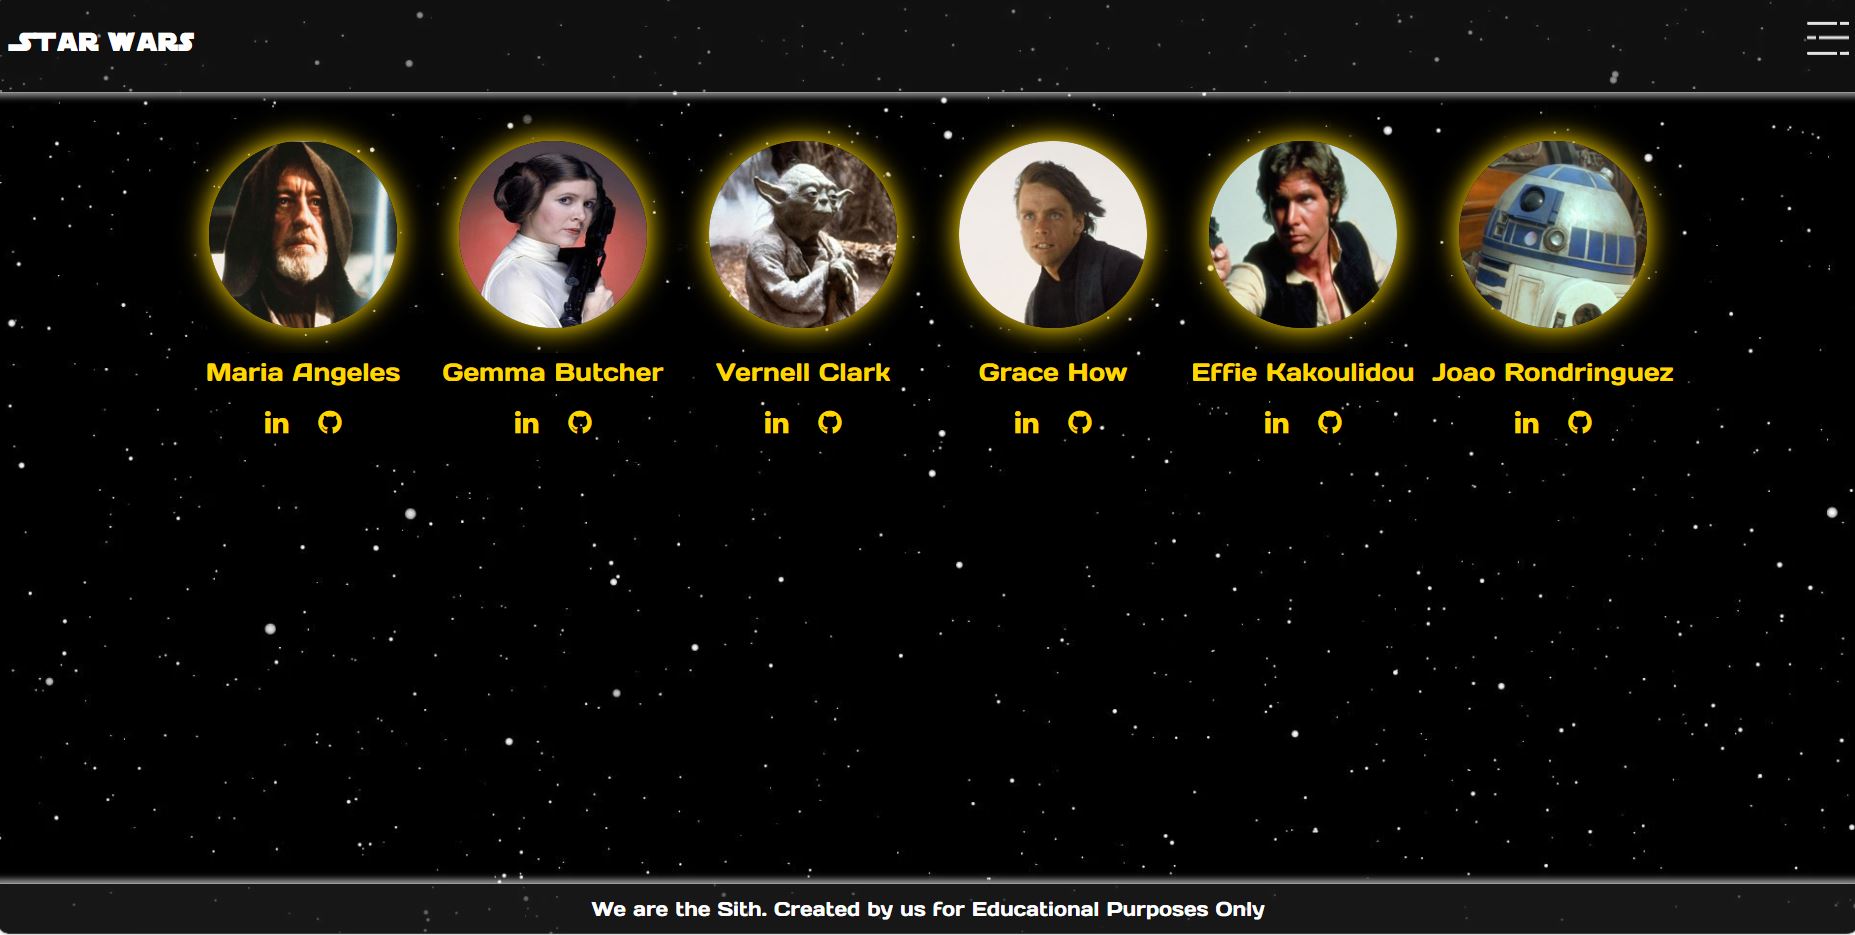 STAR WARS
Maria Angeles
Gemma Butcher
Vernell Clark
Grace How
Effie Kakoulidou
Joao Rondringuez
in
in
in
in
in
in
We are the Sith. Created by us for Educational Purposes Only